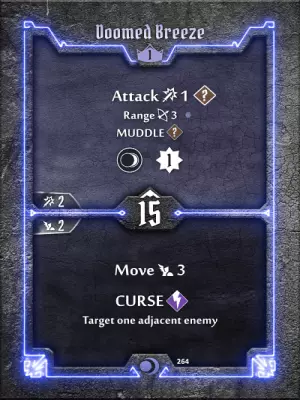 Doomed Breeze
1
Attack 1
Range 3
MUDDLE
1
2
15
2
Move 3
CURSE
Target one adjacent enemy
264